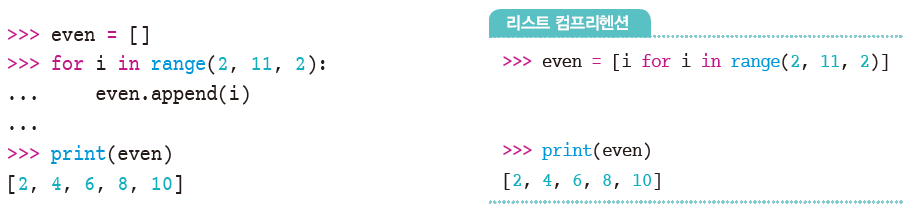 >>> even = []
>>> for i in range(2, 11, 2):
...     even.append(i)
...
>>> print(even)
[2, 4, 6, 8, 10]
리스트 컴프리헨션
>>> even = [i for i in range(2, 11, 2)]
>>> print(even)
[2, 4, 6, 8, 10]